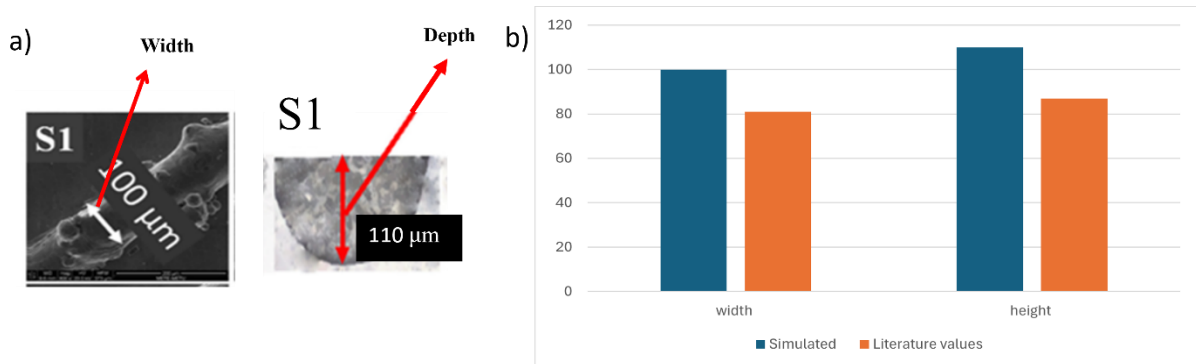 a)
Width
S1
100 µm
Depth
S1
110 µm
b)
120
100
80
60
40
20
0
width
height
Simulated
Literature values